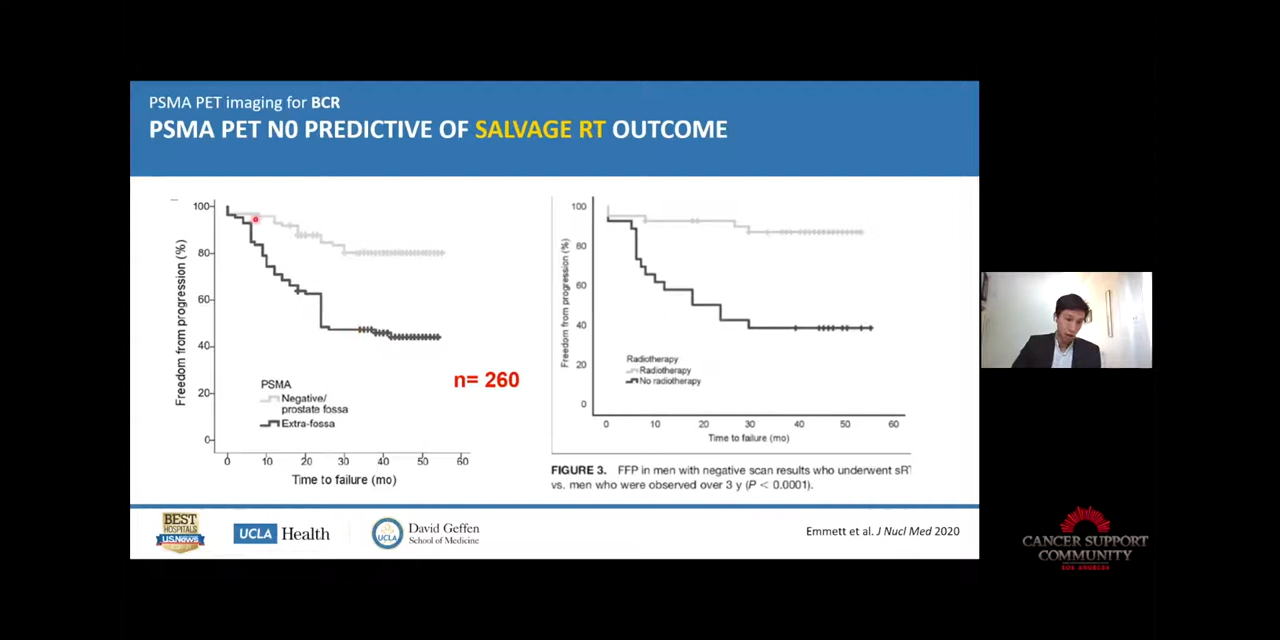 PSMA PET imaging for BCR
PSMA PET N0 PREDICTIVE OF SALVAGE RT OUTCOME
Freedom from progression (%)
100
80
60
40
20
0
PSMA
Negative/
prostate fossa
Extra-fossa
0 10 20 30 40 50 60
Time to failure (mo)
n= 260
Freedom from progression (%)
100
80
60
40
20
0
Radiotherapy
Radiotherapy
No radiotherapy
0 10 20 30 40 50 60
Time to failure (mo)
FIGURE 3. FFP in men with negative scan results who underwent sRT
vs. men who were observed over 3 y (P < 0.0001).
BEST
HOSPITALS
U.S.News
UCLA Health
UCLA
David Geffen
School of Medicine
Emmett et al. J Nucl Med 2020
CANCER SUPPORT
COMMUNITY
LOS ANGELES